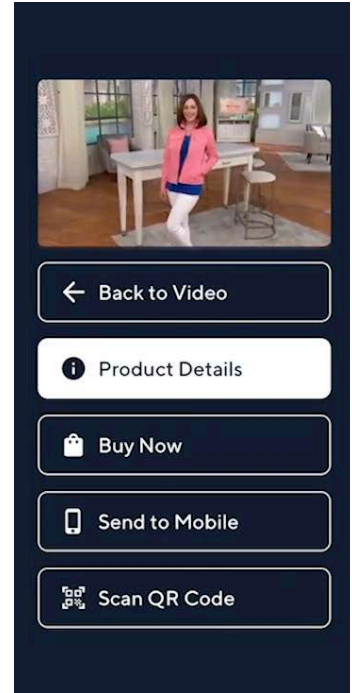 Back to Video
Product Details
Buy Now
Send to Mobile
Scan QR Code